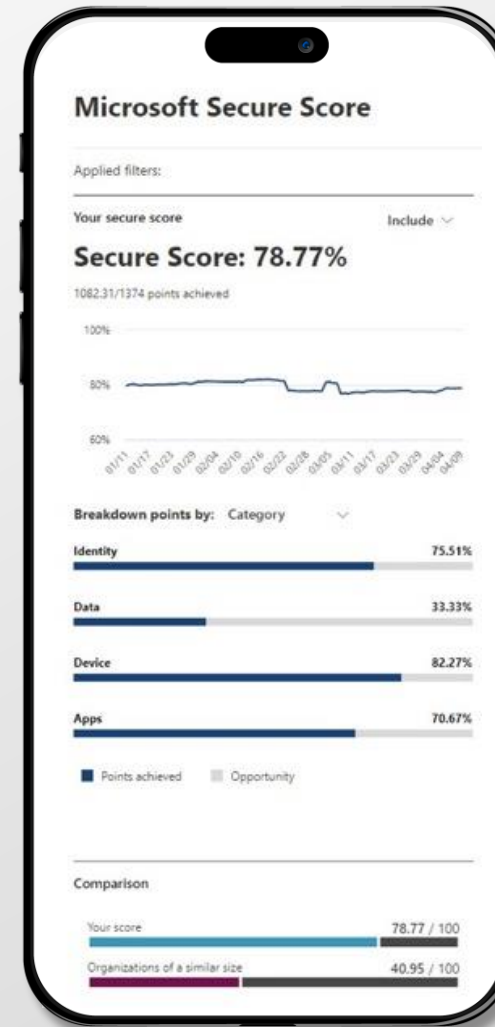 Microsoft Secure Score
Applied filters:
Your secure score
Include
Secure Score: 78.77%
1082.31/1374 points achieved
100%
80%
60%
01/11 01/17 01/23 01/29 02/04 02/10 02/16 02/22 02/28 03/05 03/11 03/17 03/23 03/29 04/04 04/09
Breakdown points by: Category
Identity 75.51%
Data 33.33%
Device 82.27%
Apps 70.67%
Points achieved Opportunity
Comparison
Your score 78.77 / 100
Organizations of a similar size 40.95 / 100